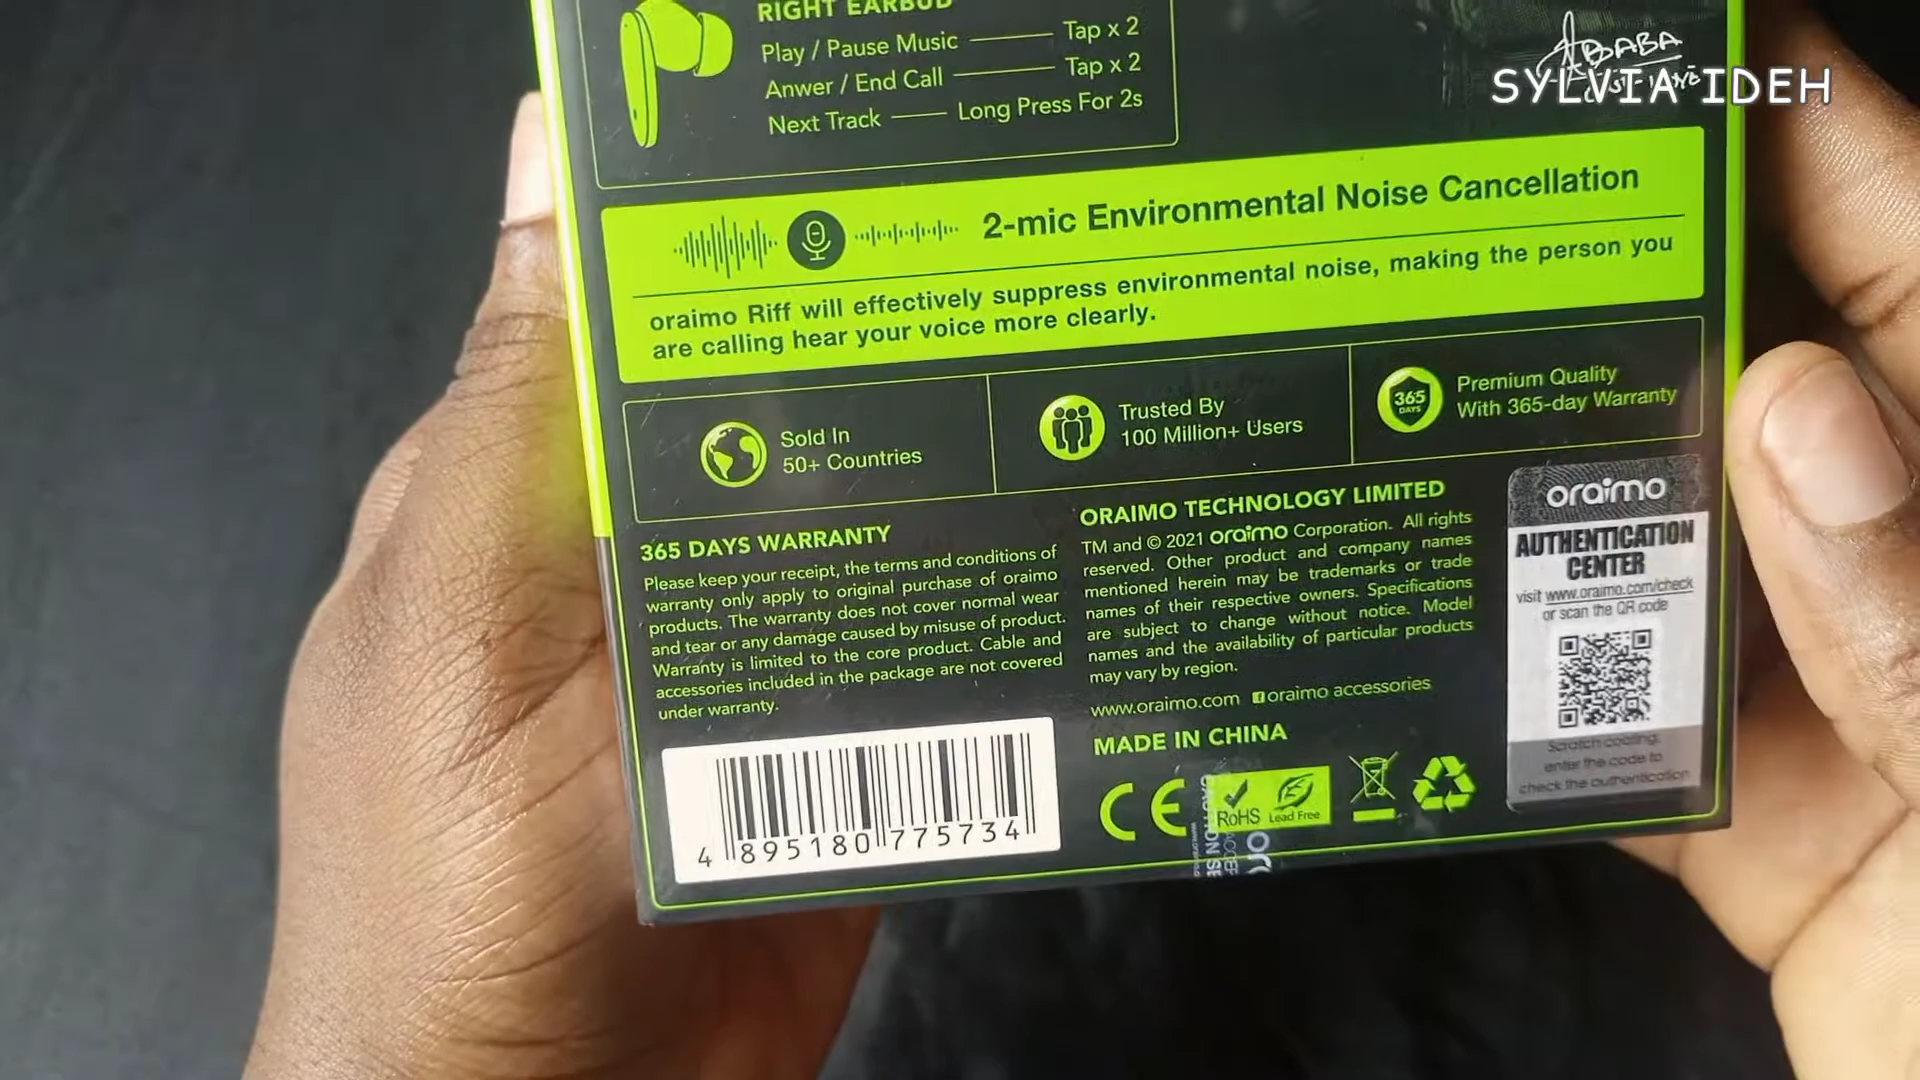 RIGHT EARBUD
Play / Pause Music Tap x 2
Anwer / End Call Tap x 2
Next Track Long Press For 2s
ABABA
SYLVIA IDEH
2-mic Environmental Noise Cancellation
oraimo Riff will effectively suppress environmental noise, making the person you
are calling hear your voice more clearly.
Sold In
50+ Countries
Trusted By
100 Million+ Users
365
DAYS
Premium Quality
With 365-day Warranty
365 DAYS WARRANTY
Please keep your receipt, the terms and conditions of
warranty only apply to original purchase of oraimo
products. The warranty does not cover normal wear
and tear or any damage caused by misuse of product.
Warranty is limited to the core product. Cable and
accessories included in the package are not covered
under warranty.
4 895180 775734
ORAIMO TECHNOLOGY LIMITED
TM and © 2021 oraimo Corporation. All rights
reserved. Other product and company names
mentioned herein may be trademarks or trade
names of their respective owners. Specifications
are subject to change without notice. Model
names and the availability of particular products
may vary by region.
www.oraimo.com oraimo accessories
MADE IN CHINA
CE
RoHS Lead Free
oraimo
AUTHENTICATION
CENTER
visit www.oraimo.com/check
or scan the QR code
Scratch coating,
enter the code to
check the authentication